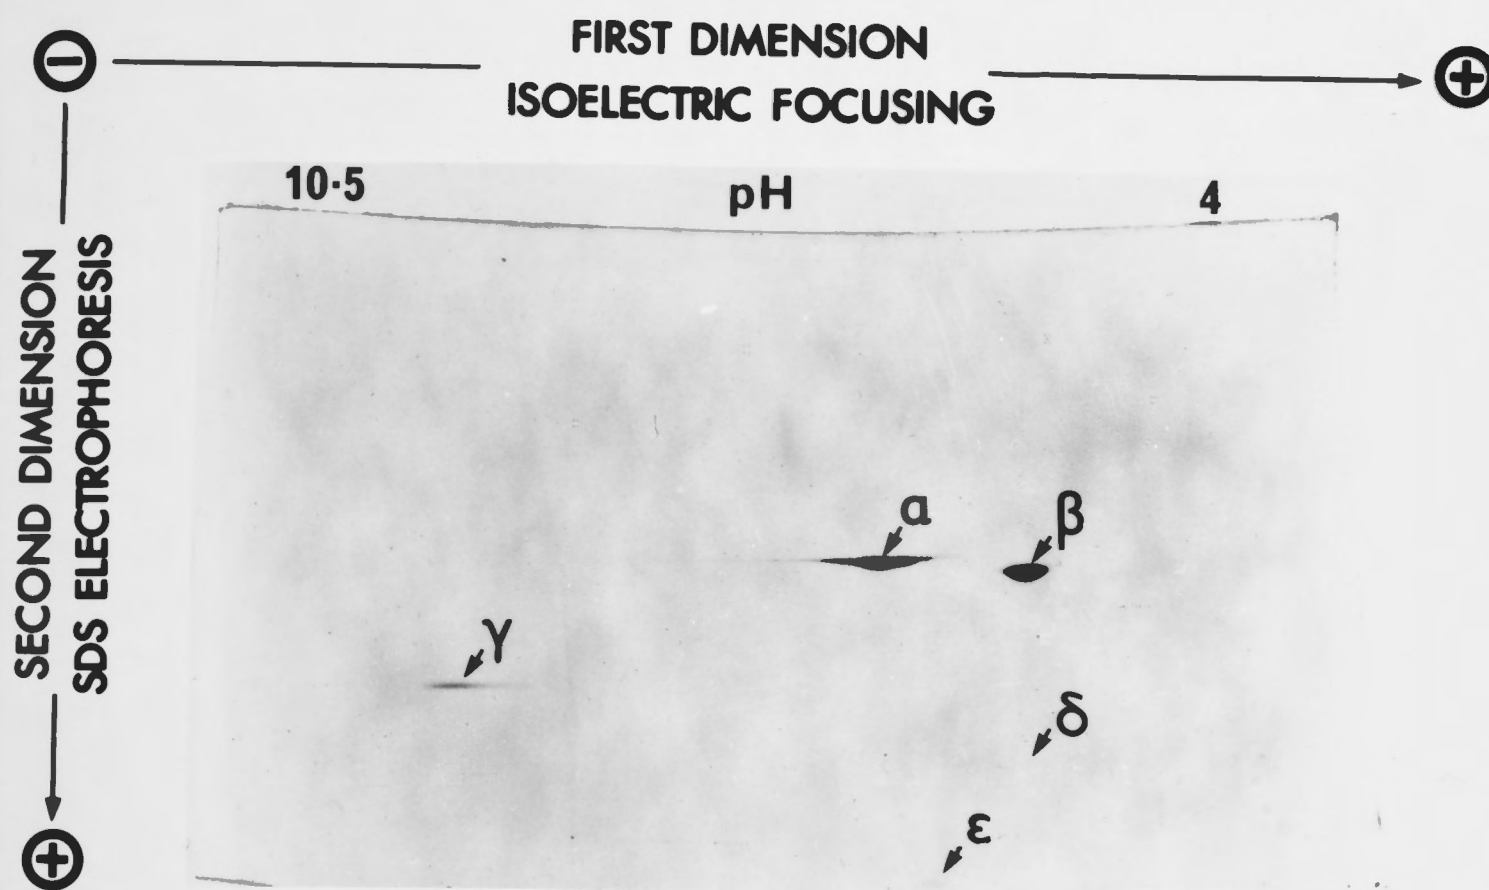 FIRST DIMENSION
ISOELECTRIC FOCUSING
SECOND DIMENSION
SDS ELECTROPHORESIS
10·5 pH 4
α
β
γ
δ
ε